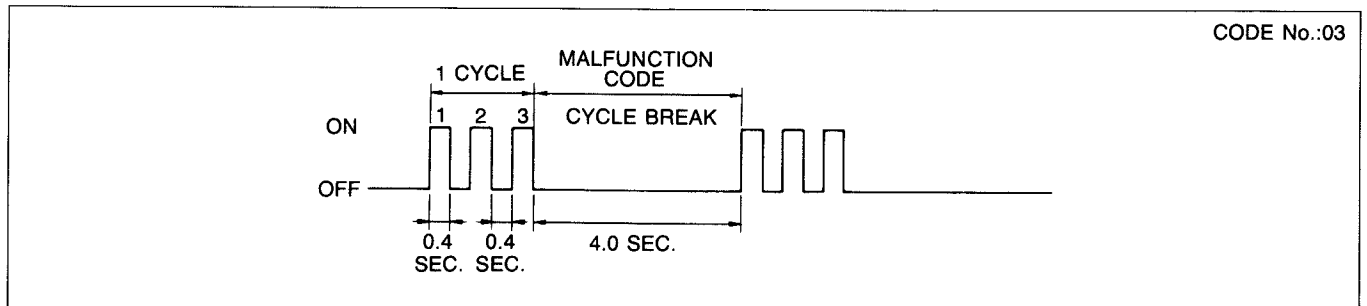 CODE No.:03
MALFUNCTION
1 CYCLE CODE
1 2 3 CYCLE BREAK
ON
OFF
0.4 0.4 4.0 SEC.
SEC. SEC.